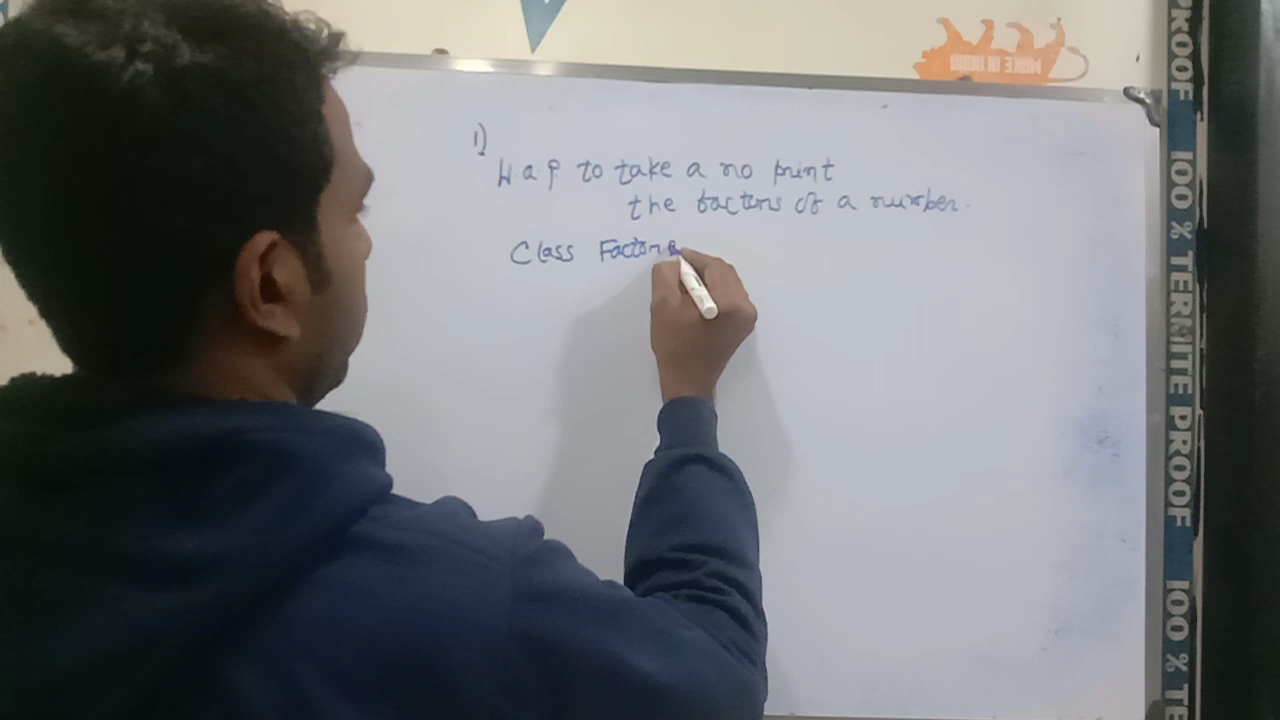 1)
W a P to take a no print
the factors of a number.
Class Factors
MAKE IN INDIA
PROOF 100 % TERMITE PROOF 100 % TE